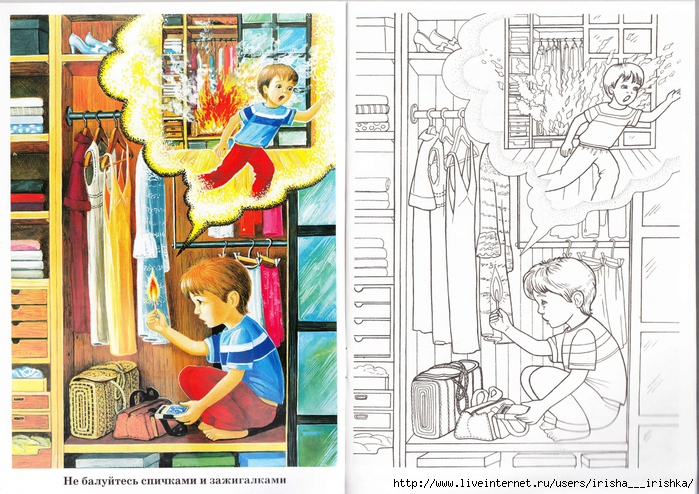 Не балуйтесь спичками и зажигалками
http://www.liveinternet.ru/users/irisha___irishka/